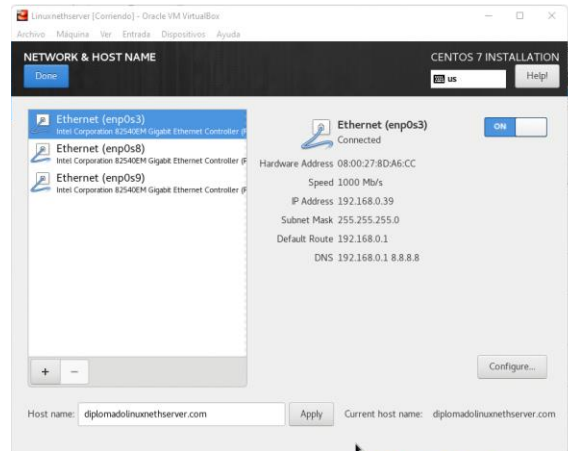 Linuxnethserver [Corriendo] - Oracle VM VirtualBox
Archivo Máquina Ver Entrada Dispositivos Ayuda
NETWORK & HOST NAME
CENTOS 7 INSTALLATION
Done
us
Help!
Ethernet (enp0s3)
Intel Corporation 82540EM Gigabit Ethernet Controller (
Ethernet (enp0s8)
Intel Corporation 82540EM Gigabit Ethernet Controller (
Ethernet (enp0s9)
Intel Corporation 82540EM Gigabit Ethernet Controller (
Ethernet (enp0s3)
Connected
ON
Hardware Address 08:00:27:8D:A6:CC
Speed 1000 Mb/s
IP Address 192.168.0.39
Subnet Mask 255.255.255.0
Default Route 192.168.0.1
DNS 192.168.0.1 8.8.8.8
+ −
Configure...
Host name: diplomadolinuxnethserver.com Apply Current host name: diplomadolinuxnethserver.com